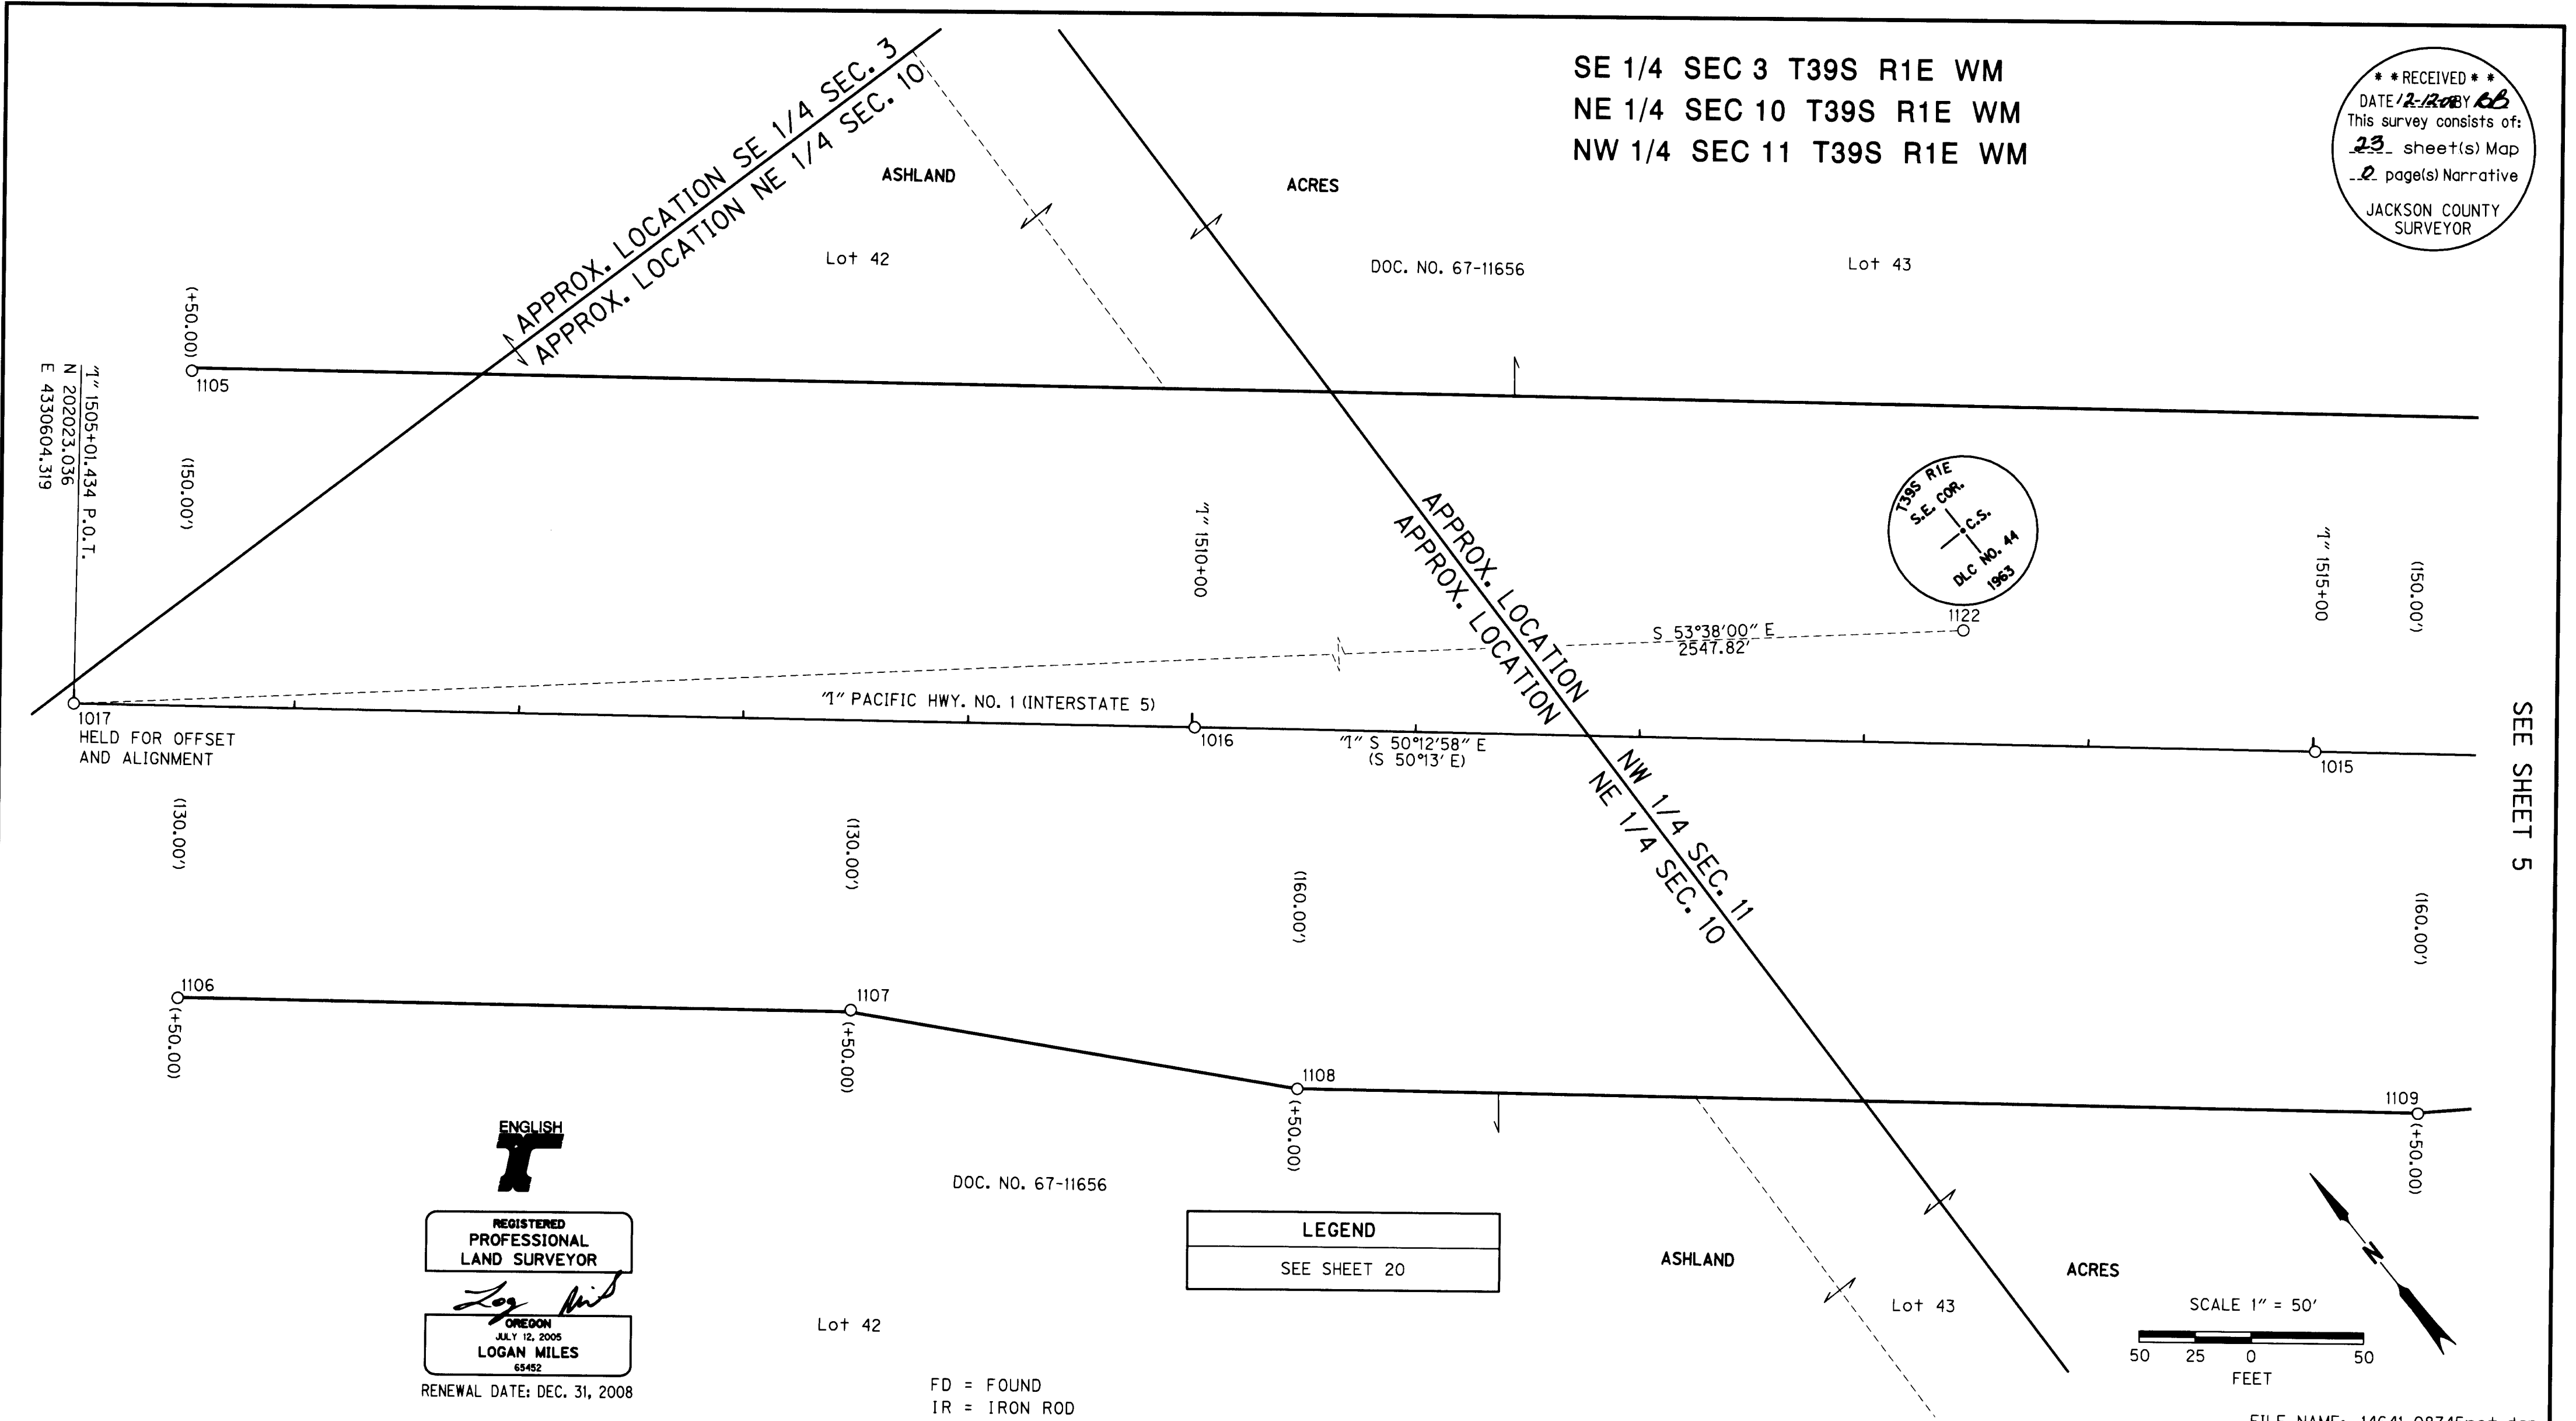 SE 1/4 SEC 3 T39S R1E WM
NE 1/4 SEC 10 T39S R1E WM
NW 1/4 SEC 11 T39S R1E WM
* * RECEIVED * *
DATE 12-12-08 BY BB
This survey consists of:
23 sheet(s) Map
0 page(s) Narrative
JACKSON COUNTY
SURVEYOR
APPROX. LOCATION SE 1/4 SEC. 3
APPROX. LOCATION NE 1/4 SEC. 10
ASHLAND
ACRES
Lot 42
DOC. NO. 67-11656
Lot 43
(+50.00)
1105
"I" 1505+01.434 P.O.T.
N 202023.036
E 4330604.319
(150.00')
"I" 1510+00
APPROX. LOCATION
APPROX. LOCATION
T39S R1E
S.E. COR.
C.S.
DLC NO. 44
1963
1122
"I" 1515+00
(150.00')
S 53°38'00" E
2547.82'
"I" PACIFIC HWY. NO. 1 (INTERSTATE 5)
1017
HELD FOR OFFSET
AND ALIGNMENT
1016
"I" S 50°12'58" E
(S 50°13' E)
1015
SEE SHEET 5
NW 1/4 SEC. 11
NE 1/4 SEC. 10
(130.00')
(130.00')
(160.00')
(160.00')
1106
(+50.00)
1107
(+50.00)
1108
(+50.00)
1109
(+50.00)
ENGLISH
REGISTERED
PROFESSIONAL
LAND SURVEYOR
OREGON
JULY 12, 2005
LOGAN MILES
65452
RENEWAL DATE: DEC. 31, 2008
DOC. NO. 67-11656
LEGEND
SEE SHEET 20
Lot 42
ASHLAND
Lot 43
ACRES
N
SCALE 1" = 50'
50 25 0 50
FEET
FD = FOUND
IR = IRON ROD